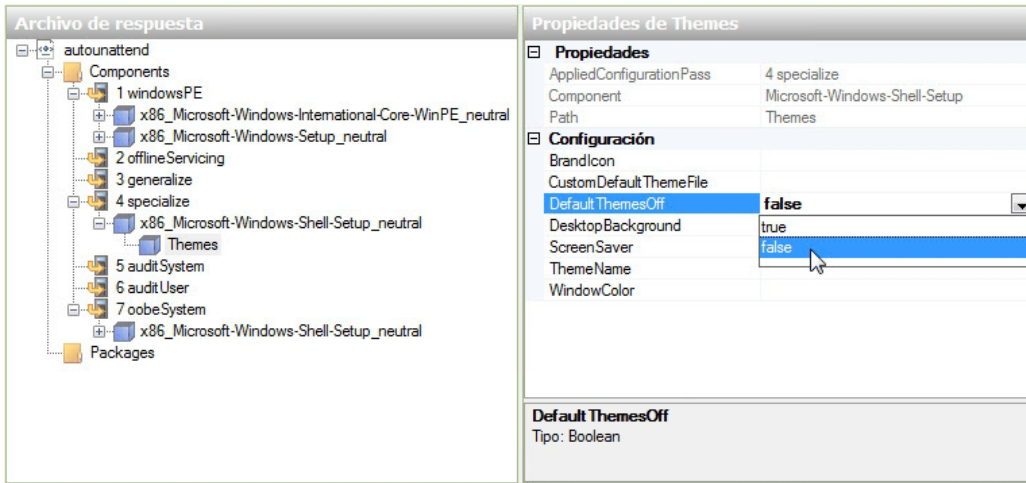 Archivo de respuesta
autounattend
Components
1 windowsPE
x86_Microsoft-Windows-International-Core-WinPE_neutral
x86_Microsoft-Windows-Setup_neutral
2 offlineServicing
3 generalize
4 specialize
x86_Microsoft-Windows-Shell-Setup_neutral
Themes
5 auditSystem
6 auditUser
7 oobeSystem
x86_Microsoft-Windows-Shell-Setup_neutral
Packages
Propiedades de Themes
Propiedades
AppliedConfigurationPass 4 specialize
Component Microsoft-Windows-Shell-Setup
Path Themes
Configuración
BrandIcon
CustomDefaultThemeFile
DefaultThemesOff false
DesktopBackground true
ScreenSaver false
ThemeName
WindowColor
DefaultThemesOff
Tipo: Boolean